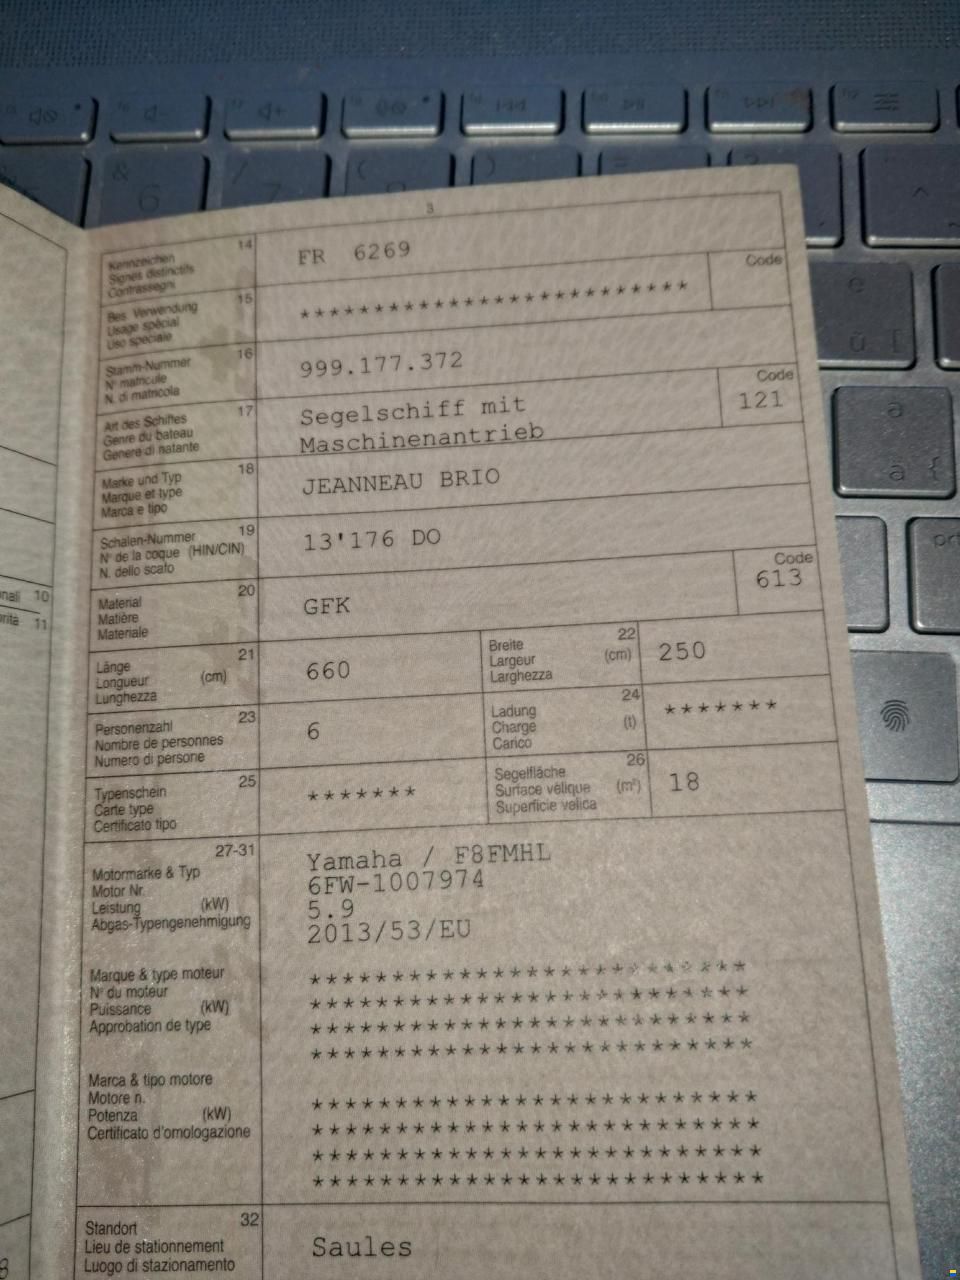 3
Kennzeichen 14
Signes distinctifs
Contrassegni
FR 6269
Bes. Verwendung 15
Usage spécial
Uso speciale
**************************
Code
Stamm-Nummer 16
N° matricule
N. di matricola
999.177.372
Art des Schiffes 17
Genre du bateau
Genere di natante
Segelschiff mit
Maschinenantrieb
Code
121
Marke und Typ 18
Marque et type
Marca e tipo
JEANNEAU BRIO
Schalen-Nummer 19
N° de la coque (HIN/CIN)
N. dello scafo
13'176 DO
Material 20
Matière
Materiale
GFK
Code
613
Länge 21
Longueur (cm)
Lunghezza
660
Breite 22
Largeur (cm)
Larghezza
250
Personenzahl 23
Nombre de personnes
Numero di persone
6
Ladung 24
Charge (t)
Carico
*******
Typenschein 25
Carte type
Certificato tipo
*******
Segelfläche 26
Surface vélique (m²)
Superficie velica
18
27-31
Motormarke & Typ
Motor Nr.
Leistung (kW)
Abgas-Typengenehmigung
Yamaha / F8FMHL
6FW-1007974
5.9
2013/53/EU
Marque & type moteur
N° du moteur
Puissance (kW)
Approbation de type
*************************
*************************
*************************
*************************
Marca & tipo motore
Motore n.
Potenza (kW)
Certificato d'omologazione
*************************
*************************
*************************
*************************
Standort 32
Lieu de stationnement
Luogo di stazionamento
Saules
10
11